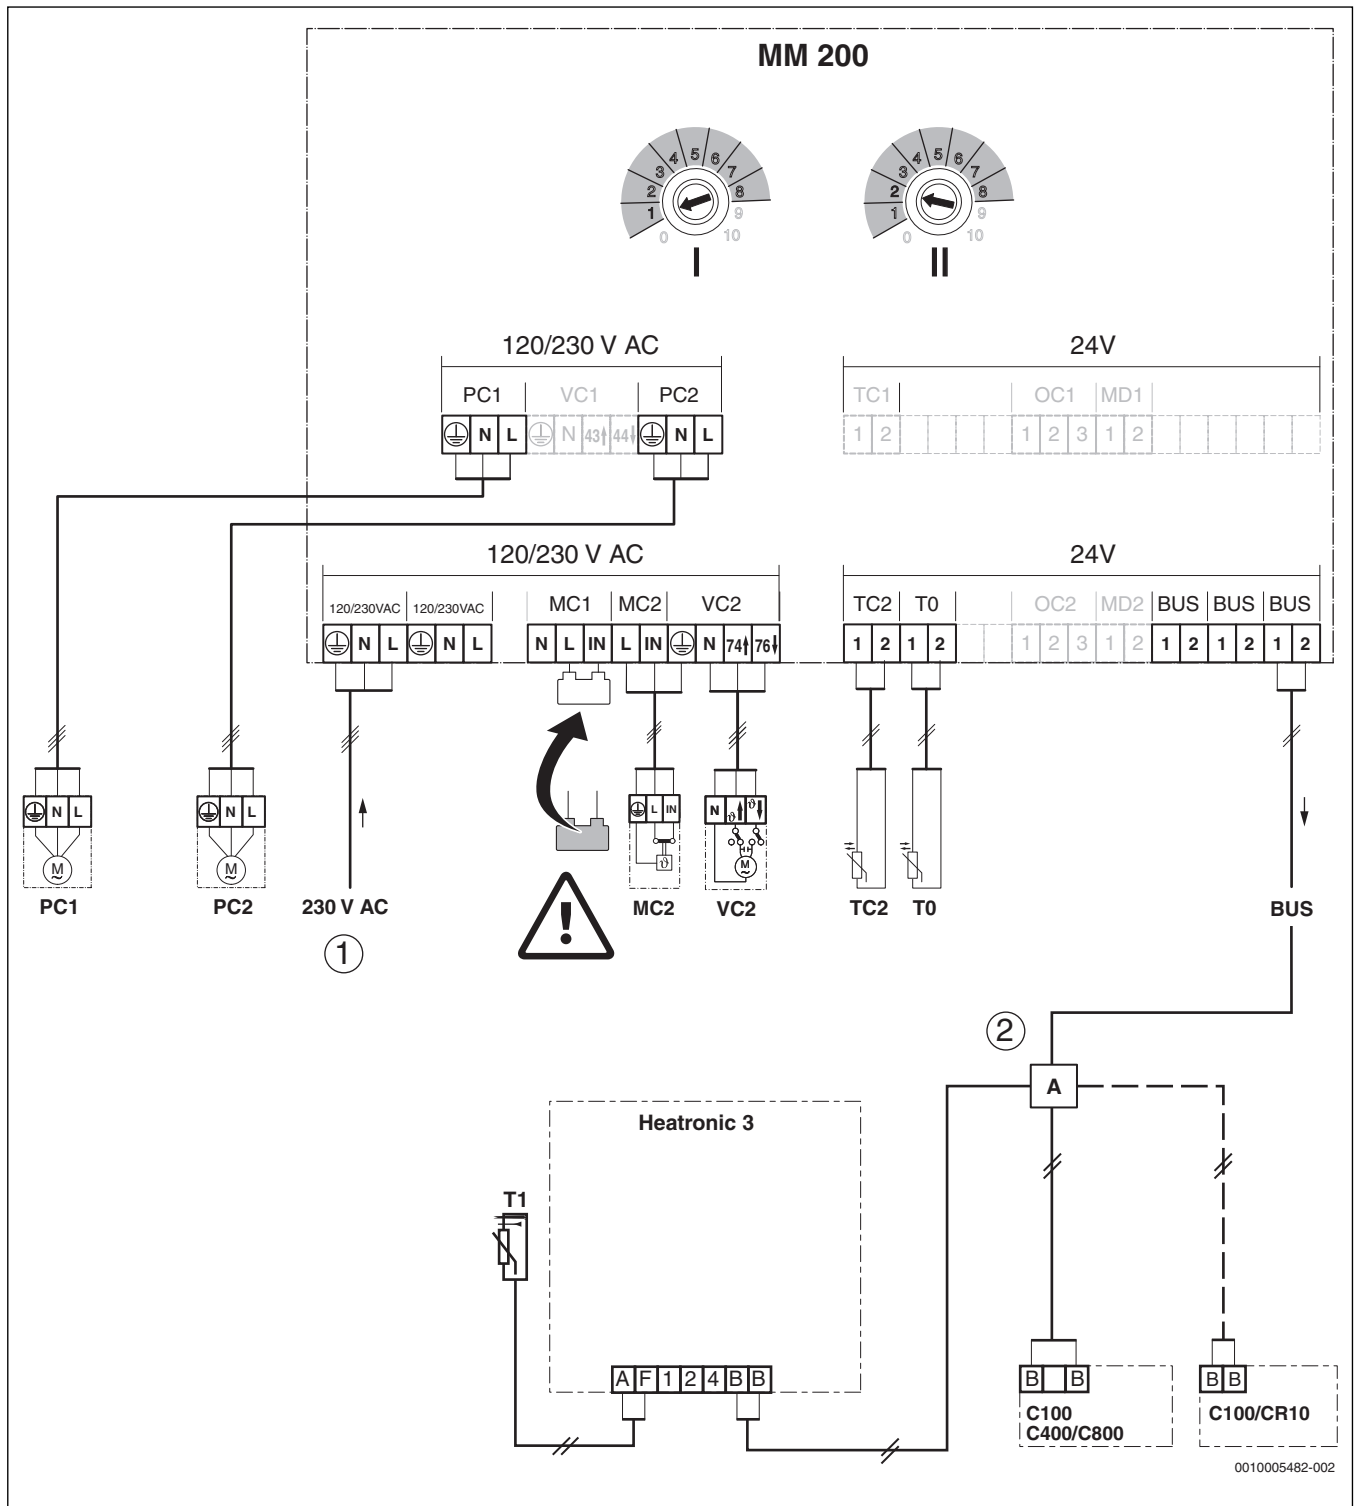 MM 200
0 1 2 3 4 5 6 7 8 9 10
I
0 1 2 3 4 5 6 7 8 9 10
II
120/230 V AC
24V
PC1 VC1 PC2
TC1 OC1 MD1
N L N 43 44 N L
1 2 1 2 3 1 2
120/230 V AC
24V
120/230VAC 120/230VAC MC1 MC2 VC2
TC2 T0 OC2 MD2 BUS BUS BUS
N L N L N L IN L IN N 74 76
1 2 1 2 1 2 3 1 2 1 2 1 2 1 2
N L
M
~
PC1
N L
M
~
PC2
230 V AC
1
!
L IN
ϑ
MC2
N ϑ ϑ
M
~
VC2
TC2
T0
BUS
2
A
Heatronic 3
T1
A F 1 2 4 B B
B B
C100
C400/C800
B B
C100/CR10
0010005482-002